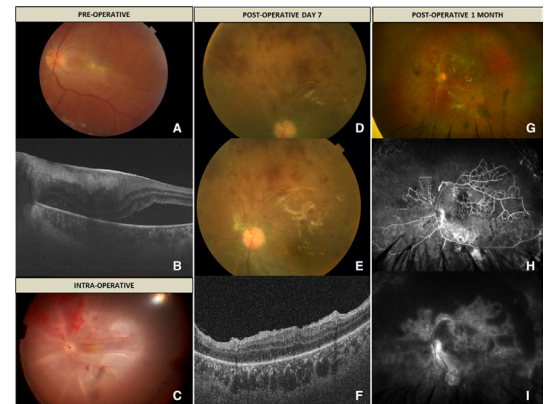 PRE-OPERATIVE
POST-OPERATIVE DAY 7
POST-OPERATIVE 1 MONTH
A
D
G
B
E
H
INTRA-OPERATIVE
C
F
I